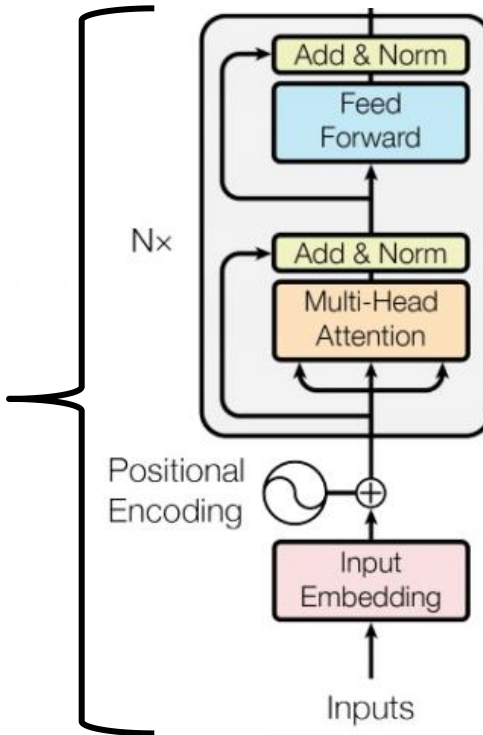 Add & Norm
Feed
Forward
N×
Add & Norm
Multi-Head
Attention
Positional
Encoding
Input
Embedding
Inputs